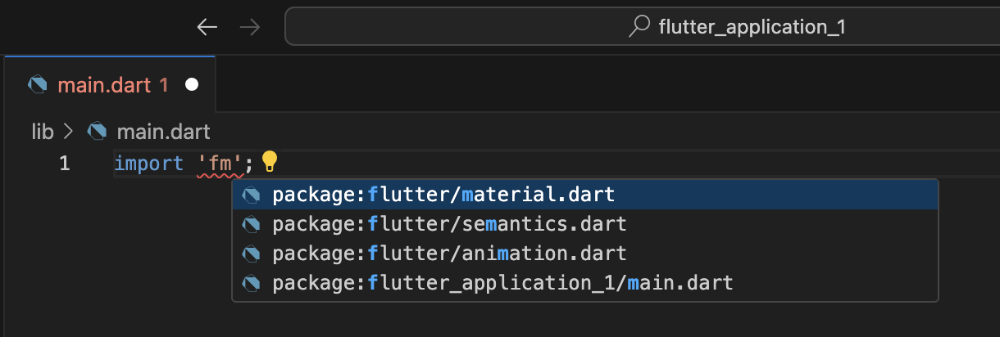 flutter_application_1
main.dart 1
lib > main.dart
1 import 'fm';
package:flutter/material.dart
package:flutter/semantics.dart
package:flutter/animation.dart
package:flutter_application_1/main.dart